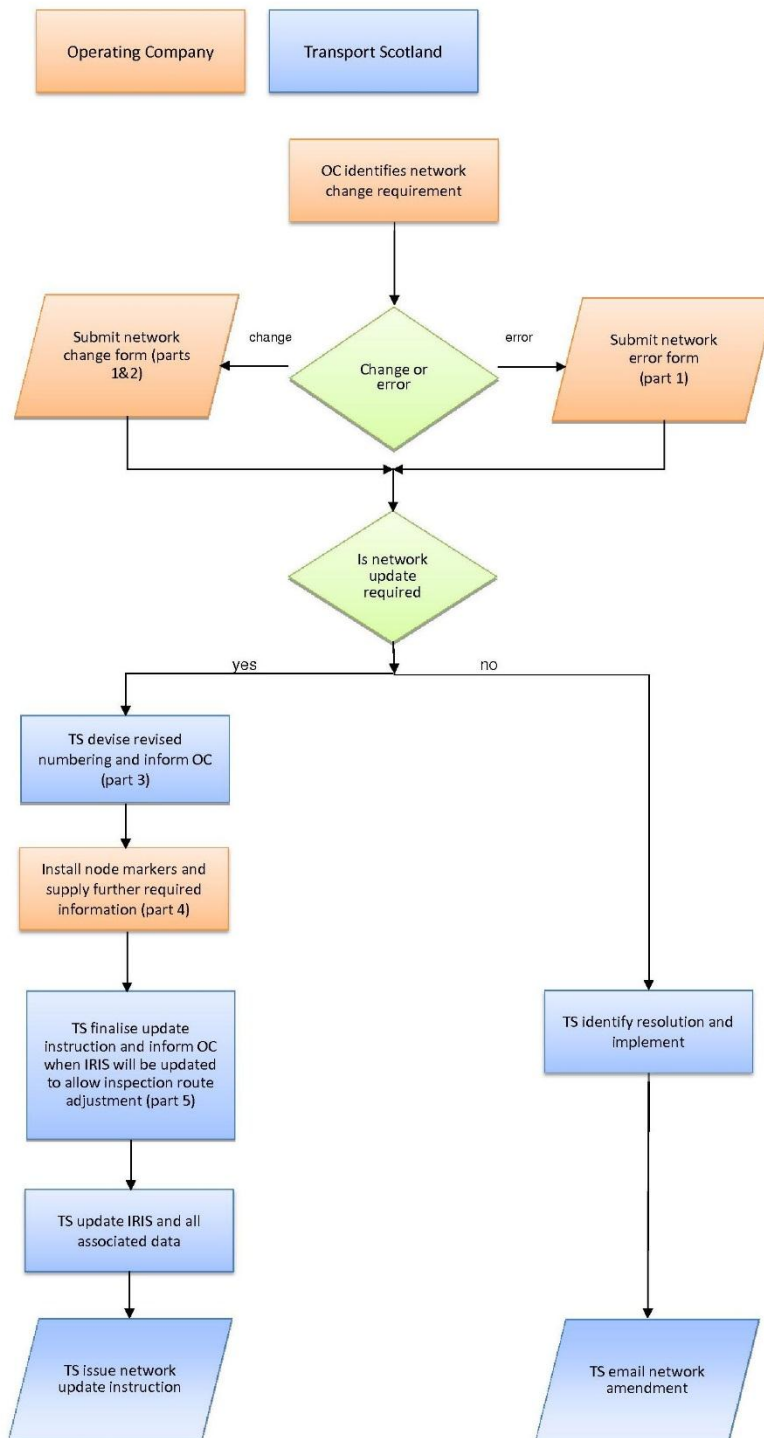 Operating Company
Transport Scotland
OC identifies network
change requirement
Submit network
change form (parts
1&2)
change
Change or
error
error
Submit network
error form
(part 1)
Is network
update
required
yes
no
TS devise revised
numbering and inform OC
(part 3)
Install node markers and
supply further required
information (part 4)
TS finalise update
instruction and inform OC
when IRIS will be updated
to allow inspection route
adjustment (part 5)
TS identify resolution and
implement
TS update IRIS and all
associated data
TS issue network
update instruction
TS email network
amendment